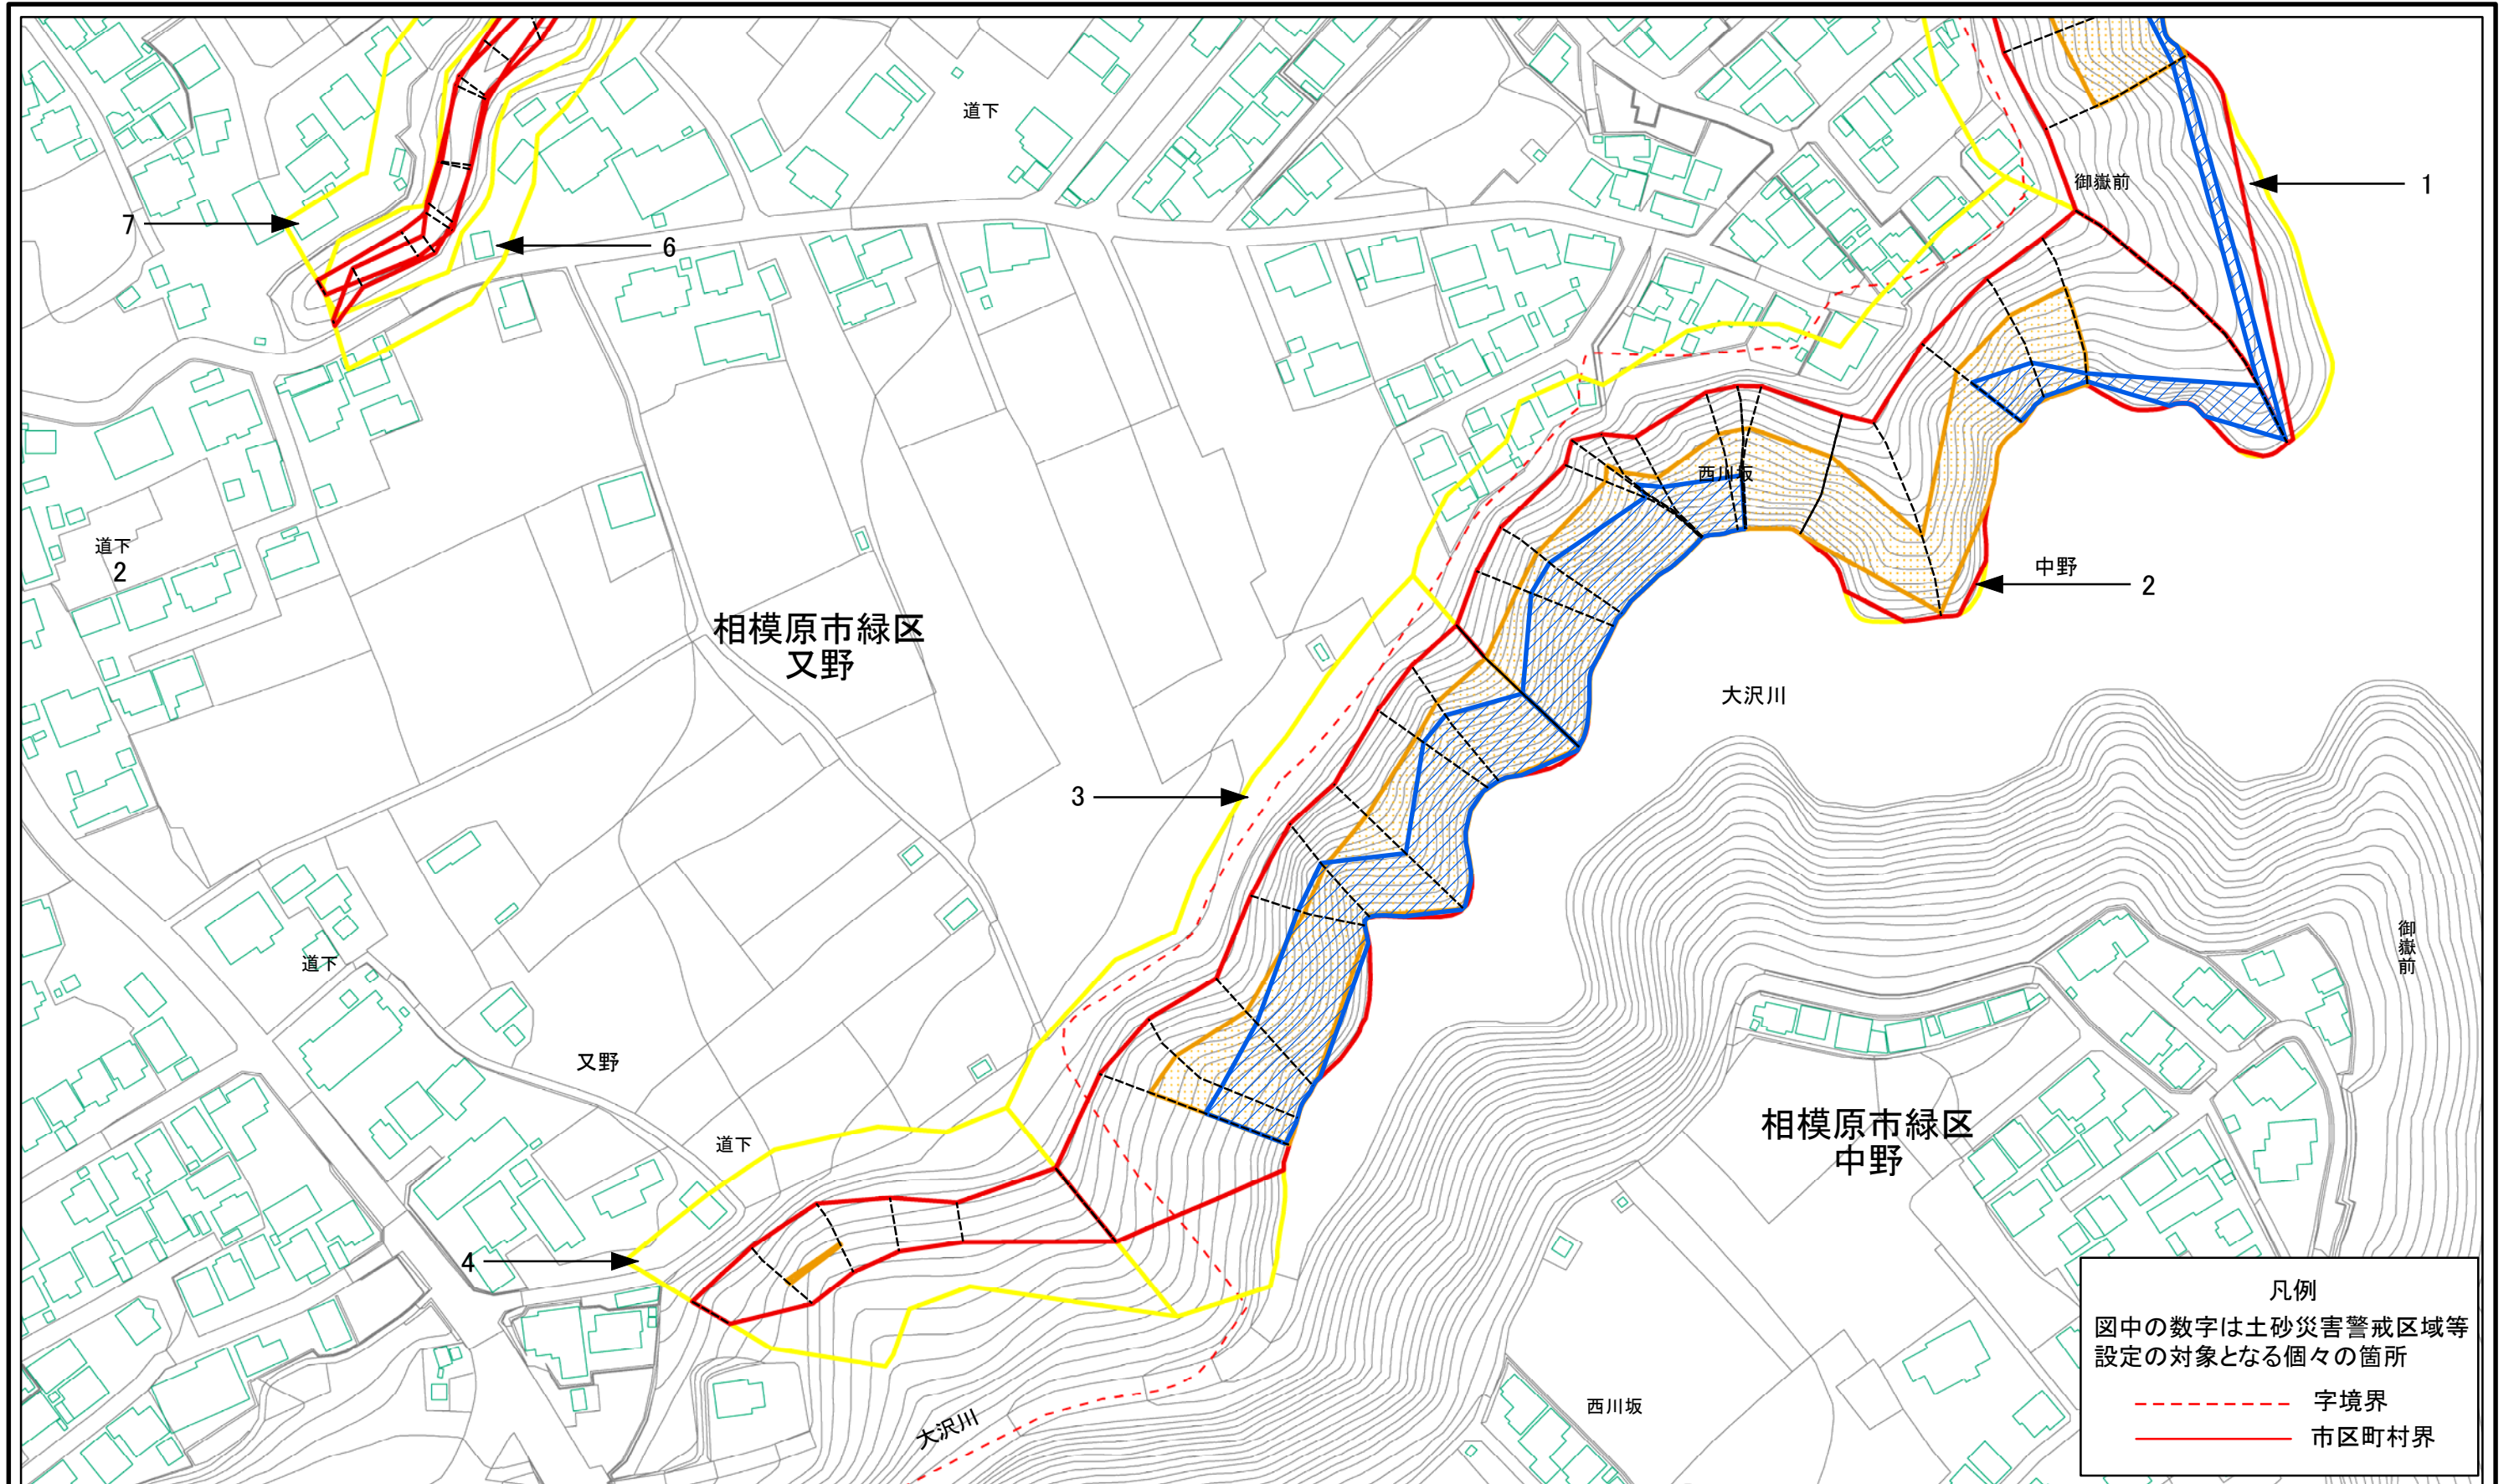 道下
御嶽前
1
7
6
西川坂
道下
2
中野
2
相模原市緑区
又野
大沢川
3
御嶽前
道下
又野
相模原市緑区
中野
道下
4
凡例
図中の数字は土砂災害警戒区域等
設定の対象となる個々の箇所
字境界
市区町村界
西川坂
大沢川